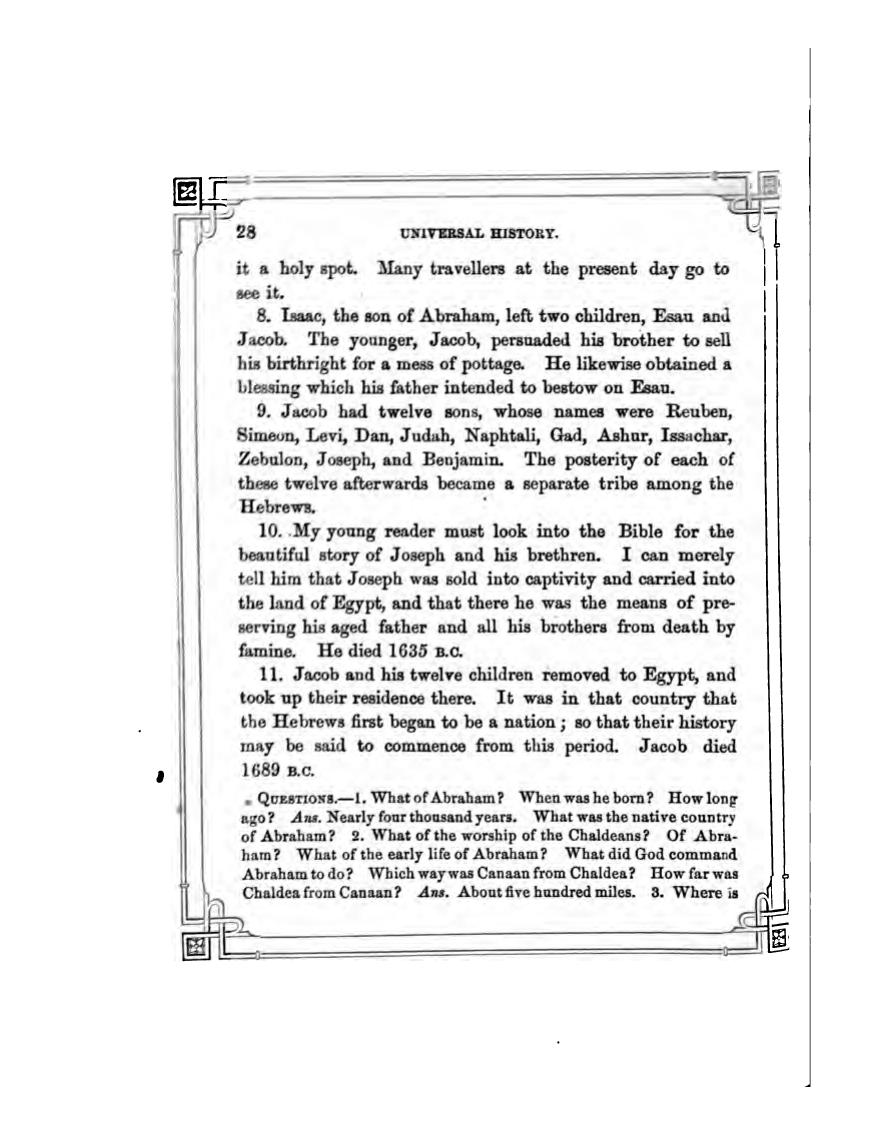 28 UNIVERSAL HISTORY.
it a holy spot. Many travellers at the present day go to
see it.
8. Isaac, the son of Abraham, left two children, Esau and
Jacob. The younger, Jacob, persuaded his brother to sell
his birthright for a mess of pottage. He likewise obtained a
blessing which his father intended to bestow on Esau.
9. Jacob had twelve sons, whose names were Reuben,
Simeon, Levi, Dan, Judah, Naphtali, Gad, Ashur, Issachar,
Zebulon, Joseph, and Benjamin. The posterity of each of
these twelve afterwards became a separate tribe among the
Hebrews.
10. My young reader must look into the Bible for the
beautiful story of Joseph and his brethren. I can merely
tell him that Joseph was sold into captivity and carried into
the land of Egypt, and that there he was the means of pre-
serving his aged father and all his brothers from death by
famine. He died 1635 B.C.
11. Jacob and his twelve children removed to Egypt, and
took up their residence there. It was in that country that
the Hebrews first began to be a nation; so that their history
may be said to commence from this period. Jacob died
1689 B.C.
QUESTIONS.—1. What of Abraham? When was he born? How long
ago? Ans. Nearly four thousand years. What was the native country
of Abraham? 2. What of the worship of the Chaldeans? Of Abra-
ham? What of the early life of Abraham? What did God command
Abraham to do? Which way was Canaan from Chaldea? How far was
Chaldea from Canaan? Ans. About five hundred miles. 3. Where is